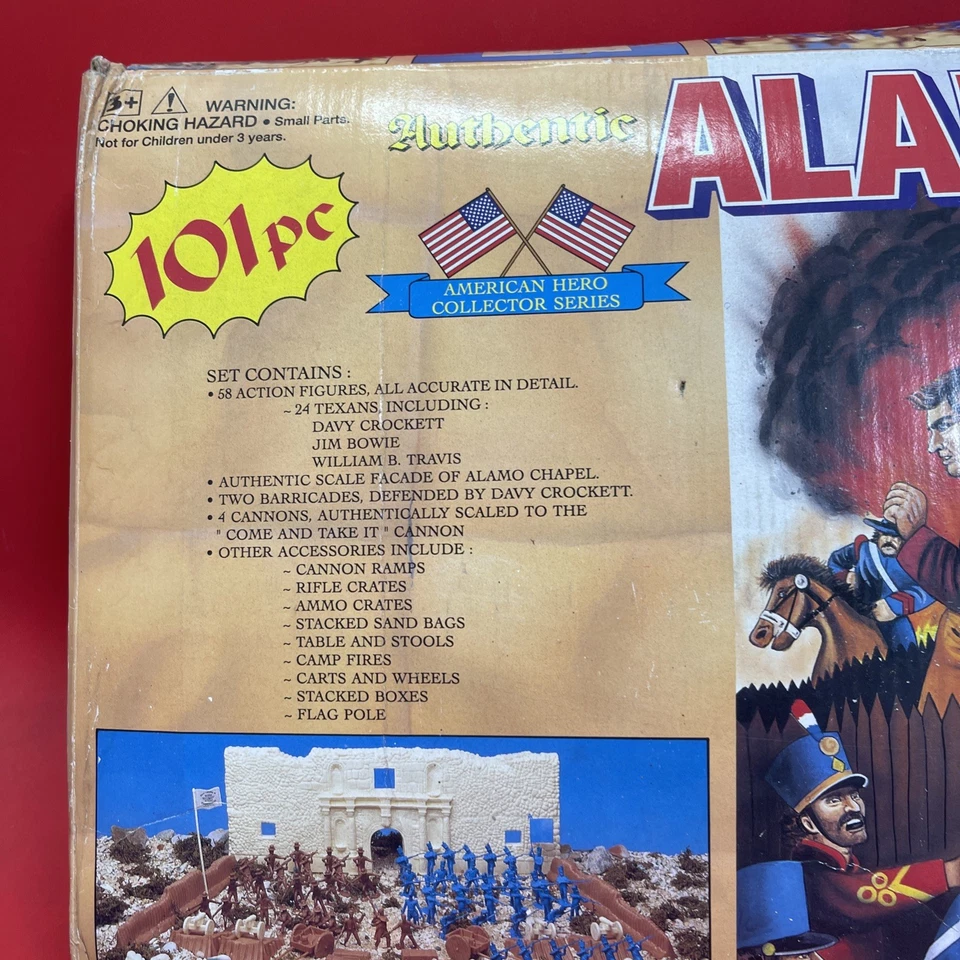 3+ WARNING:
CHOKING HAZARD • Small Parts.
Not for Children under 3 years.
Authentic
ALA
101 pc
AMERICAN HERO
COLLECTOR SERIES
SET CONTAINS :
• 58 ACTION FIGURES, ALL ACCURATE IN DETAIL.
~ 24 TEXANS, INCLUDING :
DAVY CROCKETT
JIM BOWIE
WILLIAM B. TRAVIS
• AUTHENTIC SCALE FACADE OF ALAMO CHAPEL.
• TWO BARRICADES, DEFENDED BY DAVY CROCKETT.
• 4 CANNONS, AUTHENTICALLY SCALED TO THE
" COME AND TAKE IT " CANNON
• OTHER ACCESSORIES INCLUDE :
~ CANNON RAMPS
~ RIFLE CRATES
~ AMMO CRATES
~ STACKED SAND BAGS
~ TABLE AND STOOLS
~ CAMP FIRES
~ CARTS AND WHEELS
~ STACKED BOXES
~ FLAG POLE